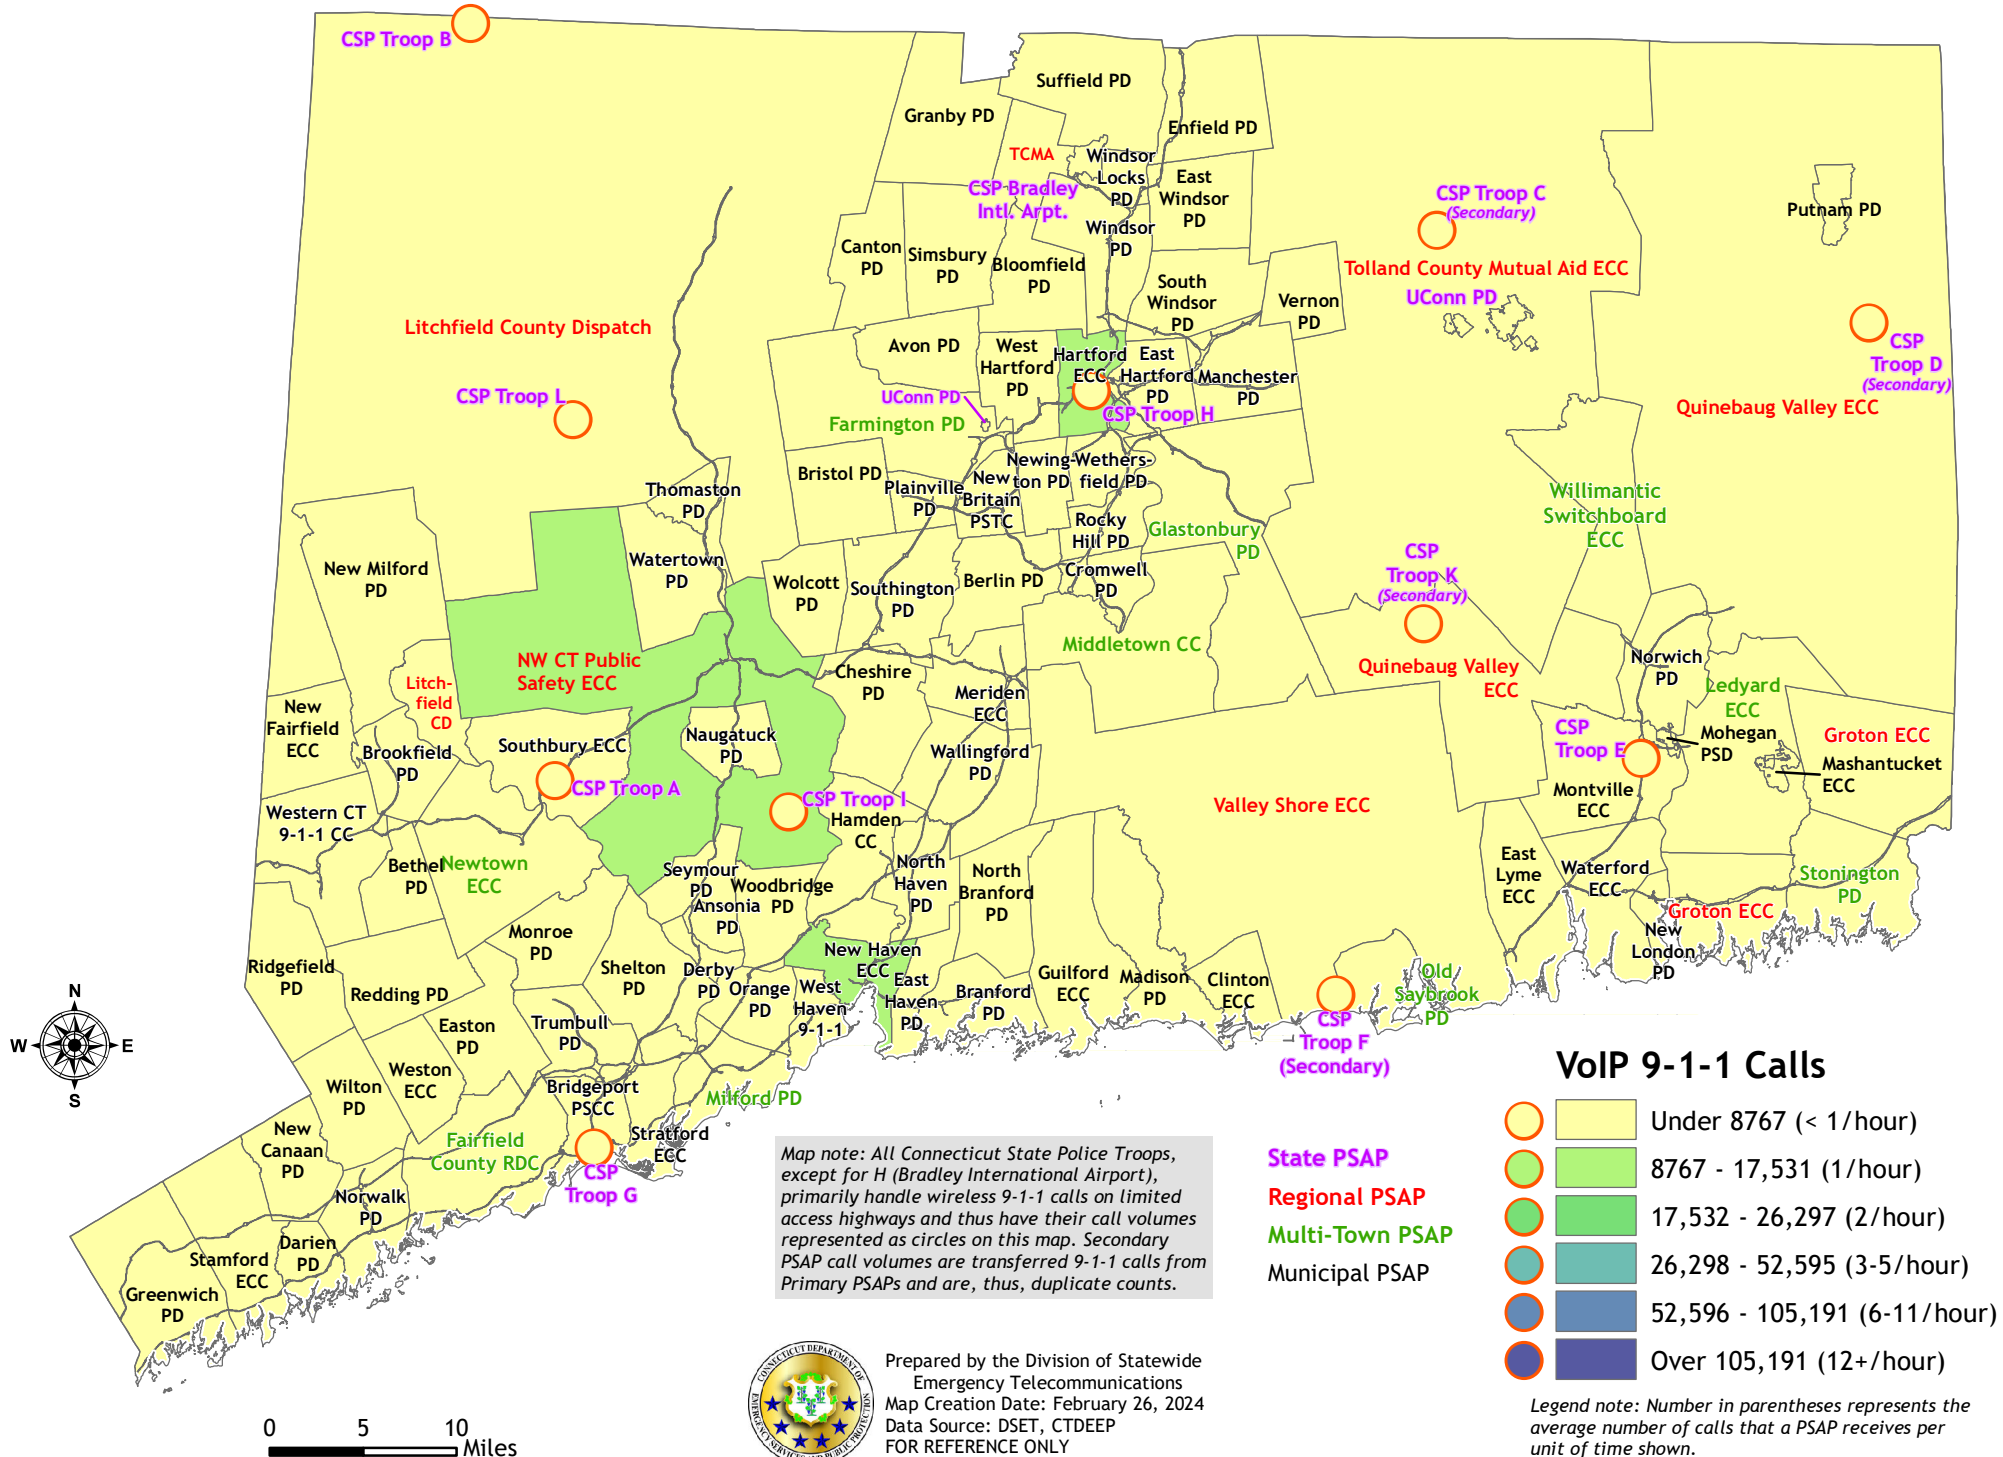 CSP Troop B
Suffield PD
Granby PD
Enfield PD
TCMA
Windsor
Locks
PD
CSP Bradley
Intl. Arpt.
East
Windsor
PD
CSP Troop C
(Secondary)
Putnam PD
Windsor
PD
Canton
PD
Simsbury
PD
Bloomfield
PD
Tolland County Mutual Aid ECC
UConn PD
South
Windsor
PD
Vernon
PD
Litchfield County Dispatch
CSP
Troop D
(Secondary)
Avon PD
West
Hartford
PD
Hartford
ECC
East
Hartford
PD
Manchester
PD
CSP Troop L
UConn PD
Farmington PD
CSP Troop H
Quinebaug Valley ECC
Bristol PD
Plainville
PD
New
Britain
PSTC
Newing-
ton PD
Wethers-
field PD
Thomaston
PD
Rocky
Hill PD
Glastonbury
PD
Willimantic
Switchboard
ECC
New Milford
PD
Watertown
PD
Wolcott
PD
Southington
PD
Berlin PD
Cromwell
PD
CSP
Troop K
(Secondary)
Middletown CC
NW CT Public
Safety ECC
Litch-
field
CD
Cheshire
PD
Meriden
ECC
Quinebaug Valley
ECC
Norwich
PD
Ledyard
ECC
New
Fairfield
ECC
Brookfield
PD
Southbury ECC
Naugatuck
PD
Wallingford
PD
CSP
Troop E
Mohegan
PSD
Groton ECC
Mashantucket
ECC
CSP Troop A
CSP Troop I
Hamden
CC
Valley Shore ECC
Montville
ECC
Western CT
9-1-1 CC
Bethel
PD
Newtown
ECC
Seymour
PD
Woodbridge
PD
Ansonia
PD
North
Haven
PD
North
Branford
PD
East
Lyme
ECC
Waterford
ECC
Stonington
PD
Groton ECC
New
London
PD
Monroe
PD
Ridgefield
PD
Redding PD
Shelton
PD
Derby
PD
Orange
PD
West
Haven
9-1-1
New Haven
ECC
East
Haven
PD
Branford
PD
Guilford
ECC
Madison
PD
Clinton
ECC
Old
Saybrook
PD
CSP
Troop F
(Secondary)
N
W
E
S
Easton
PD
Trumbull
PD
Weston
ECC
Wilton
PD
Bridgeport
PSCC
Milford PD
Stratford
ECC
New
Canaan
PD
Fairfield
County RDC
CSP
Troop G
Norwalk
PD
Darien
PD
Stamford
ECC
Greenwich
PD
Map note: All Connecticut State Police Troops,
except for H (Bradley International Airport),
primarily handle wireless 9-1-1 calls on limited
access highways and thus have their call volumes
represented as circles on this map. Secondary
PSAP call volumes are transferred 9-1-1 calls from
Primary PSAPs and are, thus, duplicate counts.
State PSAP
Regional PSAP
Multi-Town PSAP
Municipal PSAP
VoIP 9-1-1 Calls
Under 8767 (< 1/hour)
8767 - 17,531 (1/hour)
17,532 - 26,297 (2/hour)
26,298 - 52,595 (3-5/hour)
52,596 - 105,191 (6-11/hour)
Over 105,191 (12+/hour)
Legend note: Number in parentheses represents the
average number of calls that a PSAP receives per
unit of time shown.
0 5 10
Miles
CONNECTICUT DEPARTMENT OF
EMERGENCY SERVICES AND PUBLIC PROTECTION
Prepared by the Division of Statewide
Emergency Telecommunications
Map Creation Date: February 26, 2024
Data Source: DSET, CTDEEP
FOR REFERENCE ONLY